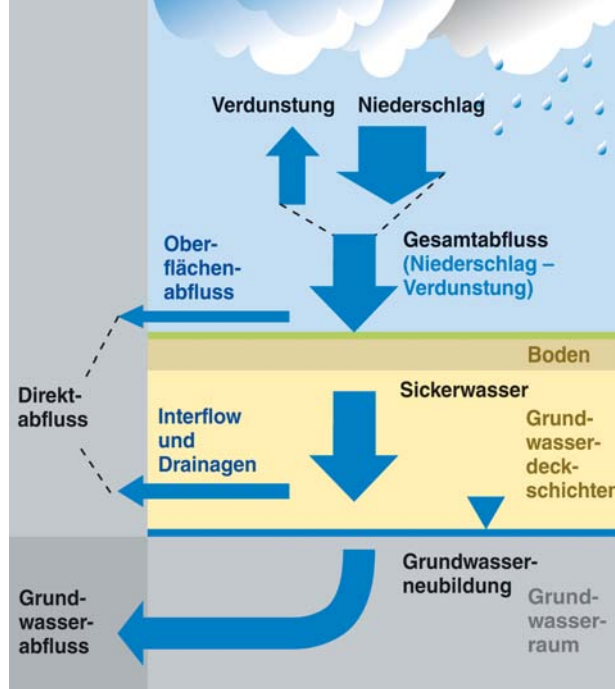 Verdunstung
Niederschlag
Gesamtabfluss
(Niederschlag –
Verdunstung)
Ober-
flächen-
abfluss
Boden
Direkt-
abfluss
Sickerwasser
Interflow
und
Drainagen
Grund-
wasser-
deck-
schichten
Grundwasser-
neubildung
Grund-
wasser-
abfluss
Grund-
wasser-
raum